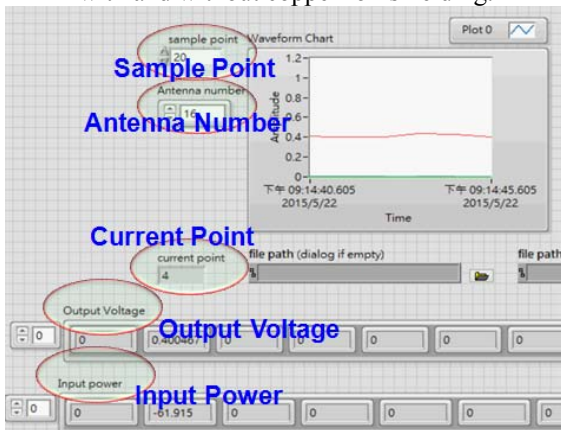 with and without copper foil shielding.
sample point
20
Sample Point
Antenna number
16
Antenna Number
Waveform Chart
Plot 0
Amplitude
1.2
1
0.8
0.6
0.4
0.2
0
下午 09:14:40.605
2015/5/22
下午 09:14:45.605
2015/5/22
Time
Current Point
current point
4
file path (dialog if empty)
file path
Output Voltage
Output Voltage
0
0
0.400467
0
0
0
0
0
Input power
Input Power
0
0
-61.915
0
0
0
0
0